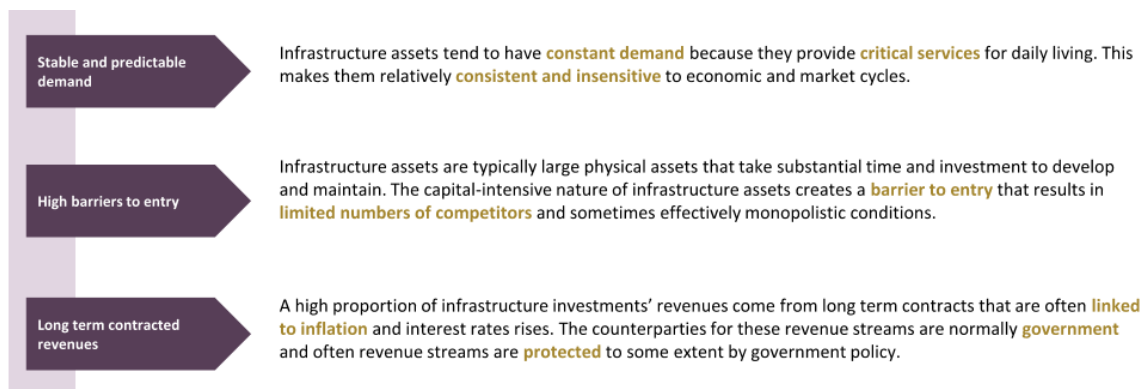 Stable and predictable
demand
Infrastructure assets tend to have constant demand because they provide critical services for daily living. This
makes them relatively consistent and insensitive to economic and market cycles.
High barriers to entry
Infrastructure assets are typically large physical assets that take substantial time and investment to develop
and maintain. The capital-intensive nature of infrastructure assets creates a barrier to entry that results in
limited numbers of competitors and sometimes effectively monopolistic conditions.
Long term contracted
revenues
A high proportion of infrastructure investments’ revenues come from long term contracts that are often linked
to inflation and interest rates rises. The counterparties for these revenue streams are normally government
and often revenue streams are protected to some extent by government policy.